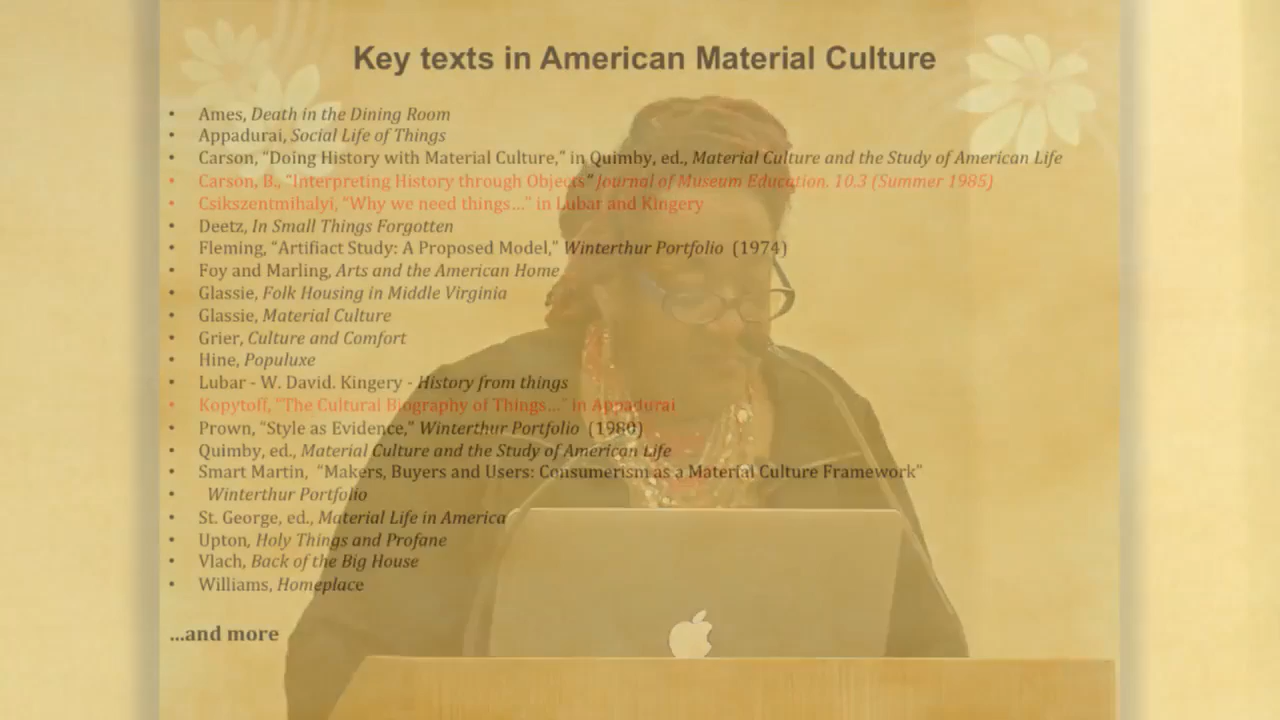 Key texts in American Material Culture
• Ames, Death in the Dining Room
• Appadurai, Social Life of Things
• Carson, “Doing History with Material Culture,” in Quimby, ed., Material Culture and the Study of American Life
• Carson, B., “Interpreting History through Objects” Journal of Museum Education. 10.3 (Summer 1985)
• Csikszentmihalyi, “Why we need things…” in Lubar and Kingery
• Deetz, In Small Things Forgotten
• Fleming, “Artifiact Study: A Proposed Model,” Winterthur Portfolio (1974)
• Foy and Marling, Arts and the American Home
• Glassie, Folk Housing in Middle Virginia
• Glassie, Material Culture
• Grier, Culture and Comfort
• Hine, Populuxe
• Lubar - W. David. Kingery - History from things
• Kopytoff, “The Cultural Biography of Things…” in Appadurai
• Prown, “Style as Evidence,” Winterthur Portfolio (1980)
• Quimby, ed., Material Culture and the Study of American Life
• Smart Martin, “Makers, Buyers and Users: Consumerism as a Material Culture Framework”
• Winterthur Portfolio
• St. George, ed., Material Life in America
• Upton, Holy Things and Profane
• Vlach, Back of the Big House
• Williams, Homeplace
…and more